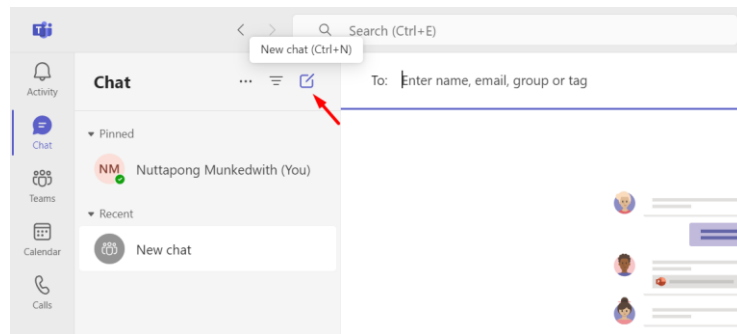 Search (Ctrl+E)
New chat (Ctrl+N)
Activity
Chat
To: Enter name, email, group or tag
Chat
Pinned
NM Nuttapong Munkedwith (You)
Teams
Recent
Calendar
New chat
Calls